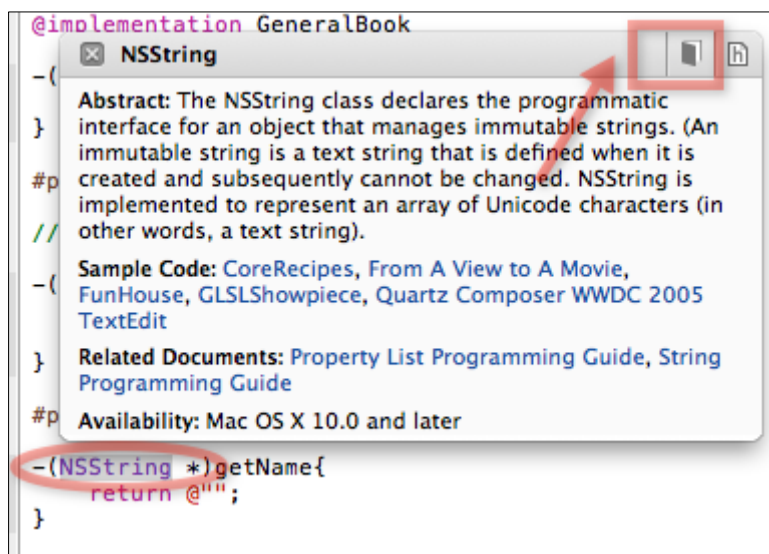 @implementation GeneralBook
NSString
h
-(
Abstract: The NSString class declares the programmatic
} interface for an object that manages immutable strings. (An
immutable string is a text string that is defined when it is
#p created and subsequently cannot be changed. NSString is
implemented to represent an array of Unicode characters (in
// other words, a text string).
Sample Code: CoreRecipes, From A View to A Movie,
-( FunHouse, GLSLShowpiece, Quartz Composer WWDC 2005
TextEdit
} Related Documents: Property List Programming Guide, String
Programming Guide
#p Availability: Mac OS X 10.0 and later
-(NSString *)getName{
return @"";
}